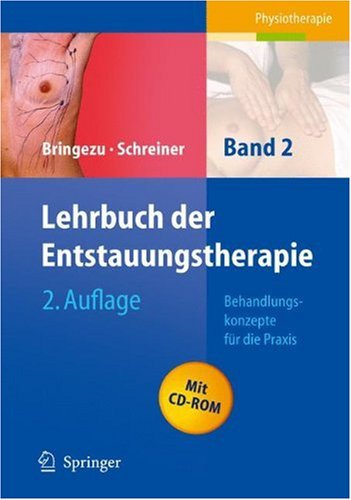 Physiotherapie
Bringezu · Schreiner
Band 2
Lehrbuch der
Entstauungstherapie
2. Auflage
Behandlungs-
konzepte
für die Praxis
Mit
CD-ROM
Springer